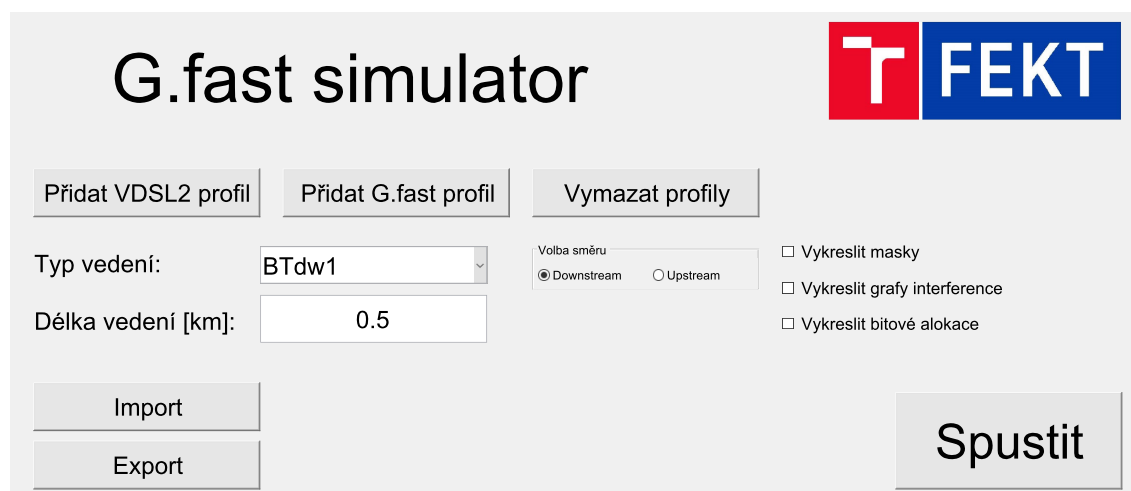 G.fast simulator
T FEKT
Přidat VDSL2 profil
Přidat G.fast profil
Vymazat profily
Typ vedení:
BTdw1
Délka vedení [km]:
0.5
Volba směru
Downstream
Upstream
Vykreslit masky
Vykreslit grafy interference
Vykreslit bitové alokace
Import
Export
Spustit